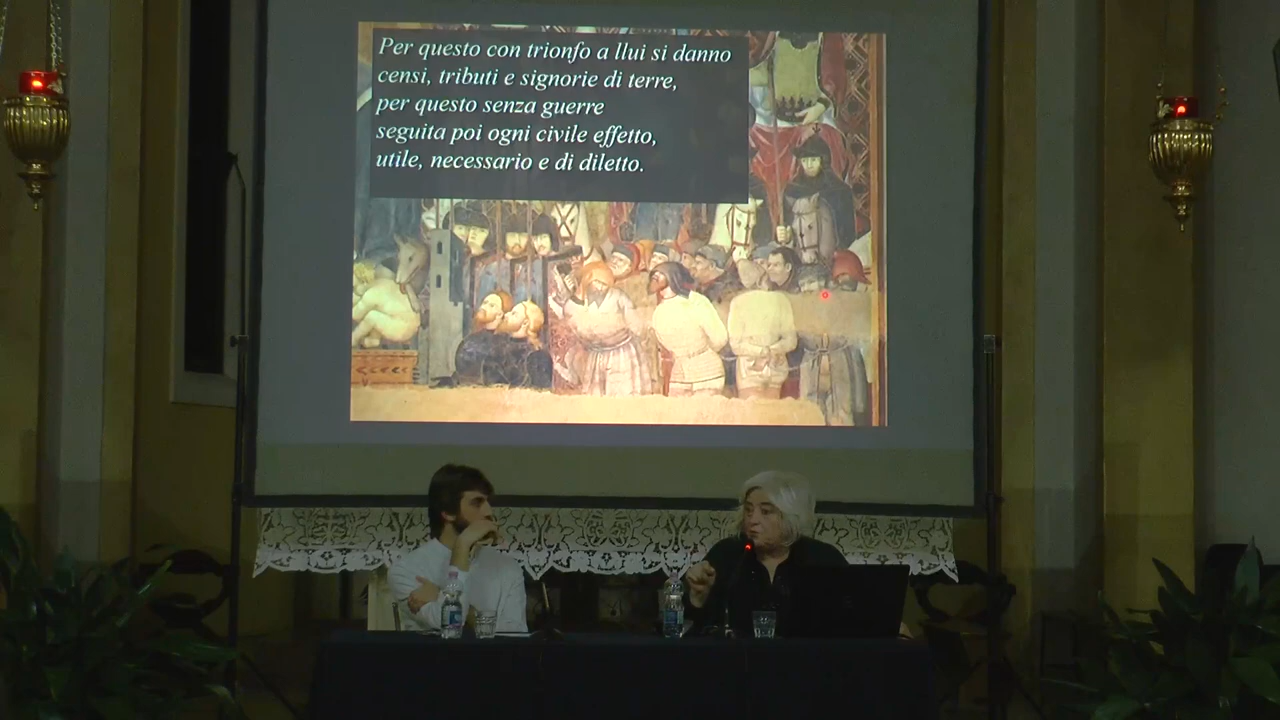 Per questo con trionfo a llui si danno
censi, tributi e signorie di terre,
per questo senza guerre
seguita poi ogni civile effetto,
utile, necessario e di diletto.